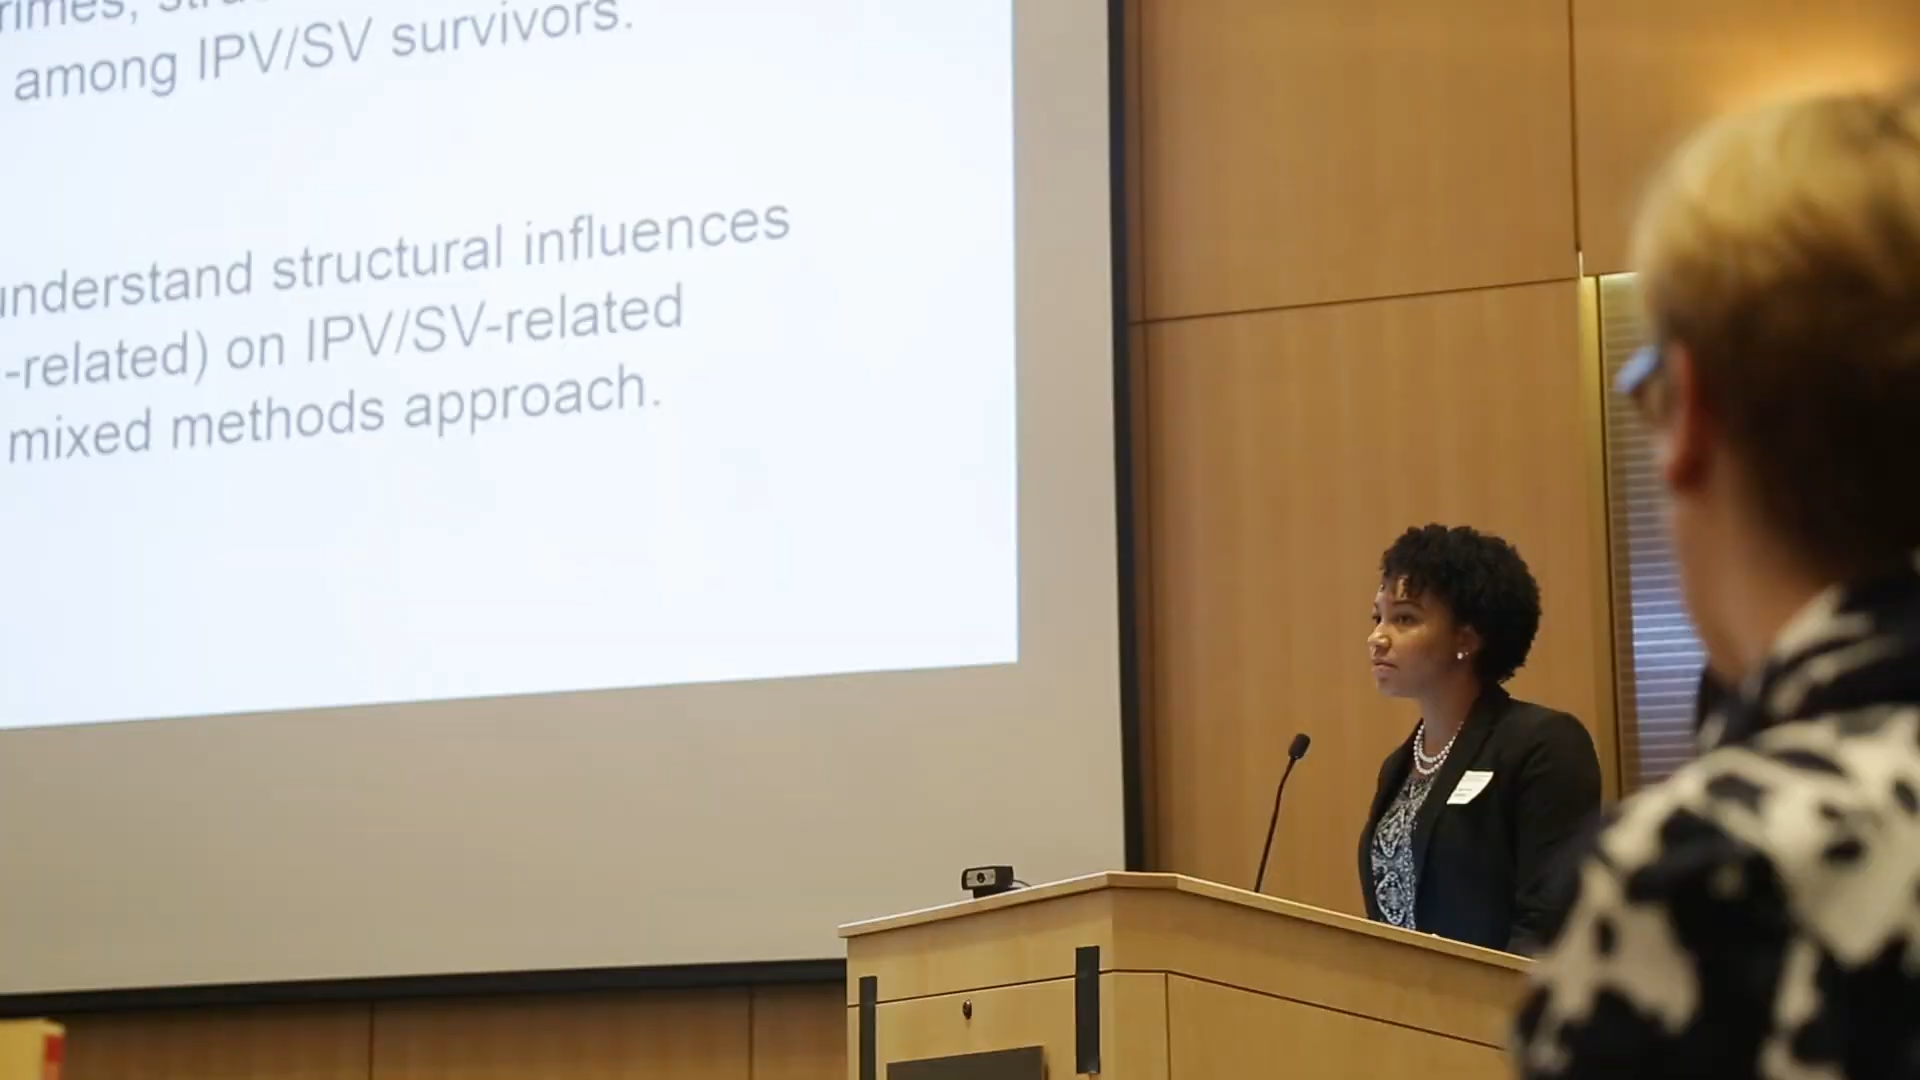 among IPV/SV survivors.
understand structural influences
-related) on IPV/SV-related
mixed methods approach.